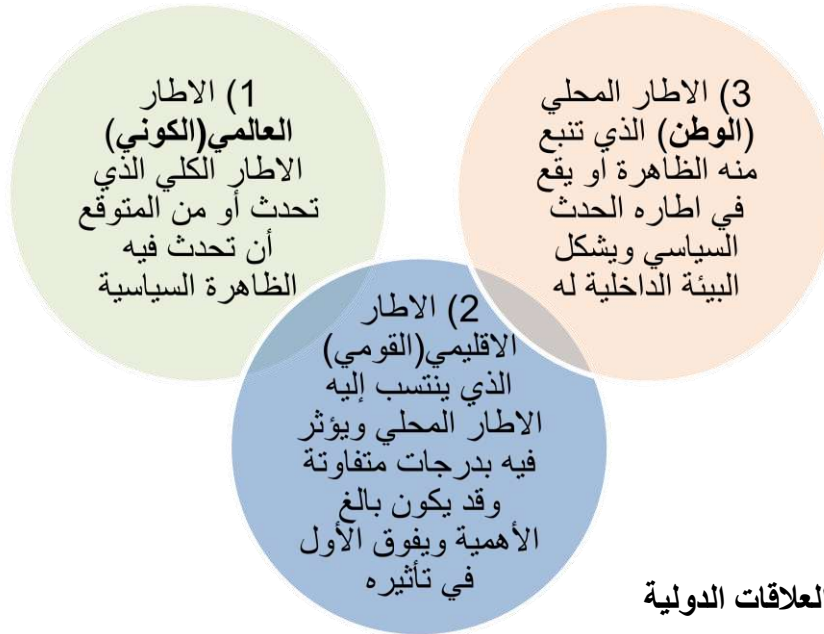 1) الاطار
العالمي(الكوني)
الاطار الكلي الذي
تحدث أو من المتوقع
أن تحدث فيه
الظاهرة السياسية
2) الاطار
الاقليمي(القومي)
الذي ينتسب إليه
الاطار المحلي ويؤثر
فيه بدرجات متفاوتة
وقد يكون بالغ
الأهمية ويفوق الأول
في تأثيره
3) الاطار المحلي
(الوطن) الذي تنبع
منه الظاهرة او يقع
في اطاره الحدث
السياسي ويشكل
البيئة الداخلية له
العلاقات الدولية